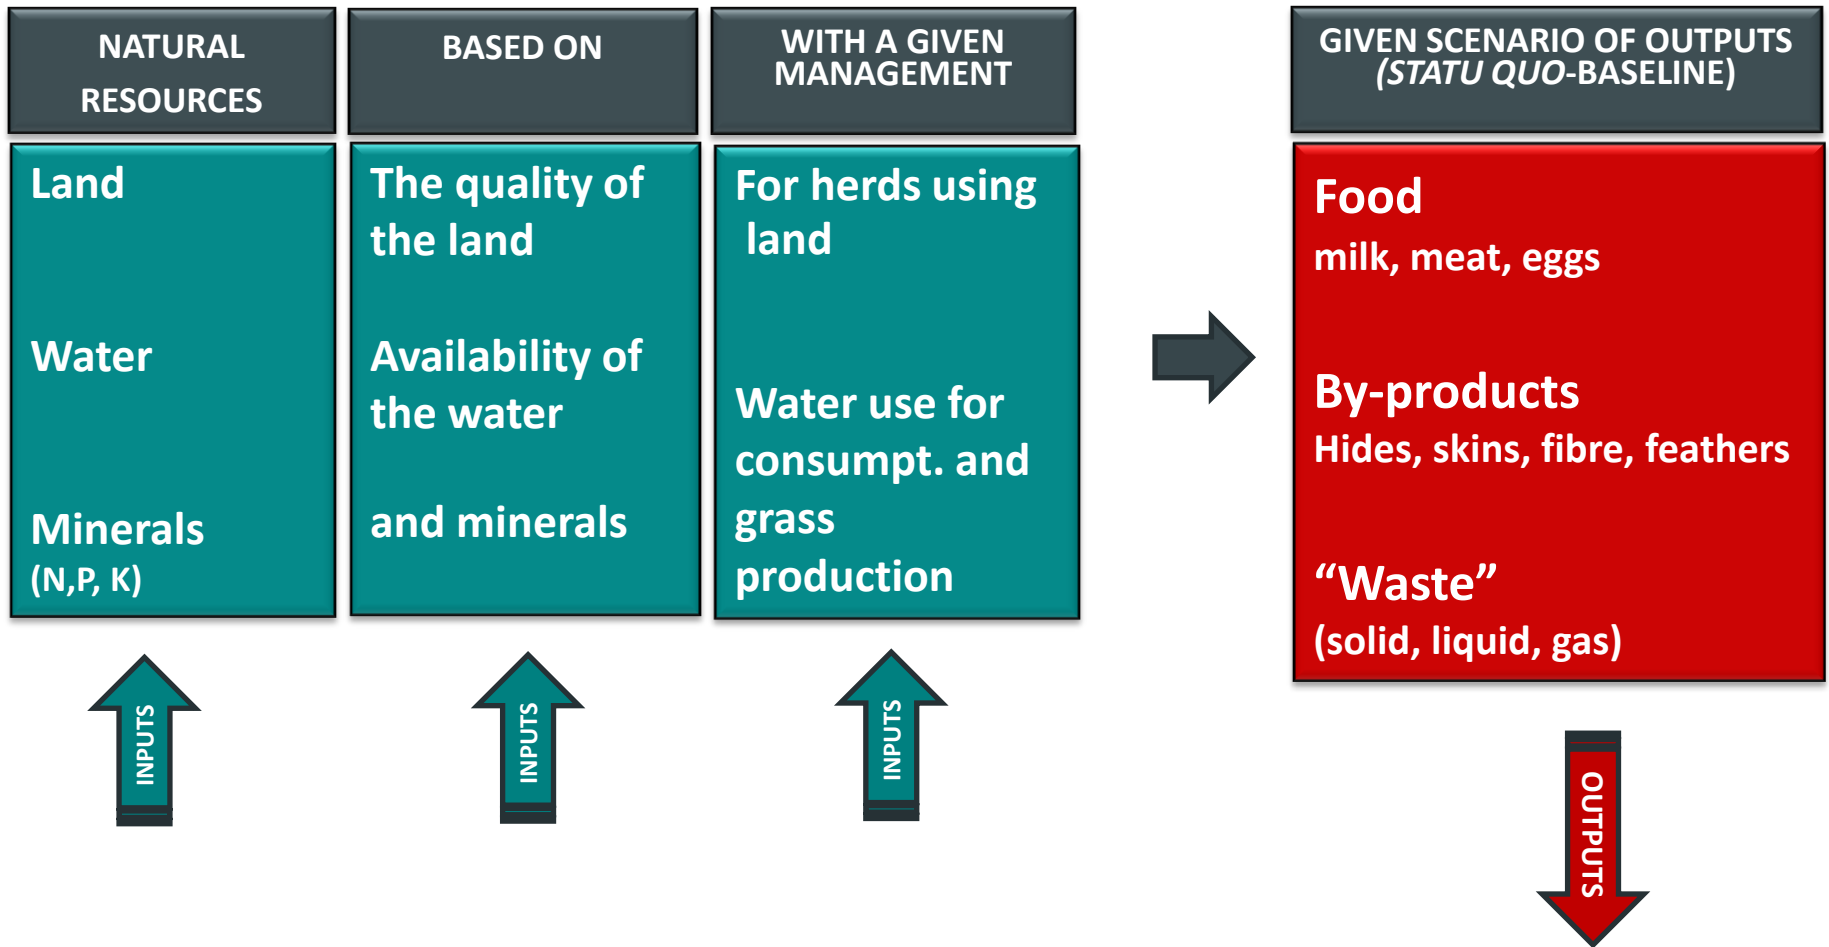 NATURAL
RESOURCES
Land
Water
Minerals
(N,P, K)
INPUTS
BASED ON
The quality of
the land
Availability of
the water
and minerals
INPUTS
WITH A GIVEN
MANAGEMENT
For herds using
land
Water use for
consumpt. and
grass
production
INPUTS
GIVEN SCENARIO OF OUTPUTS
(STATU QUO-BASELINE)
Food
milk, meat, eggs
By-products
Hides, skins, fibre, feathers
“Waste”
(solid, liquid, gas)
OUTPUTS